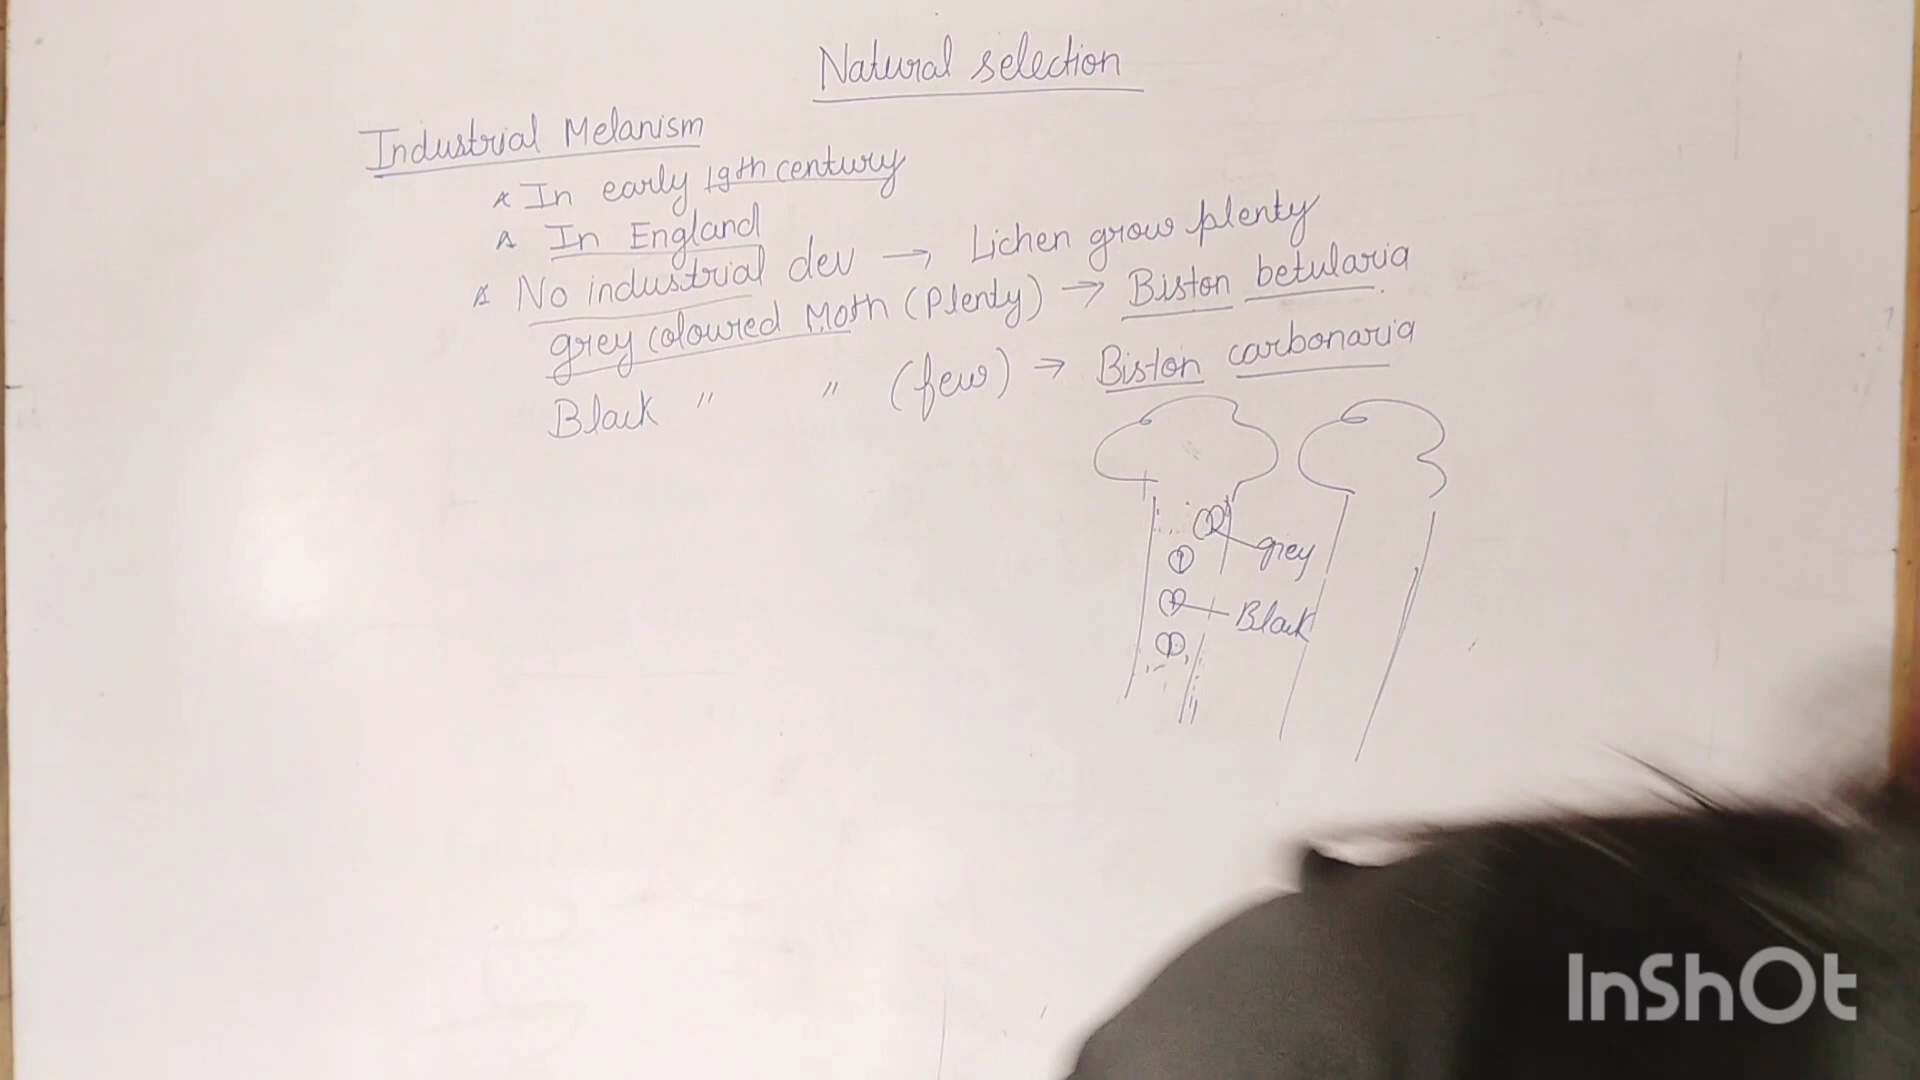 Natural selection
Industrial Melanism
* In early 19th century
* In England
* No industrial dev → Lichen grow plenty
grey coloured Moth (Plenty) → Biston betularia
Black " " (few) → Biston carbonaria
grey
Black
InShOt